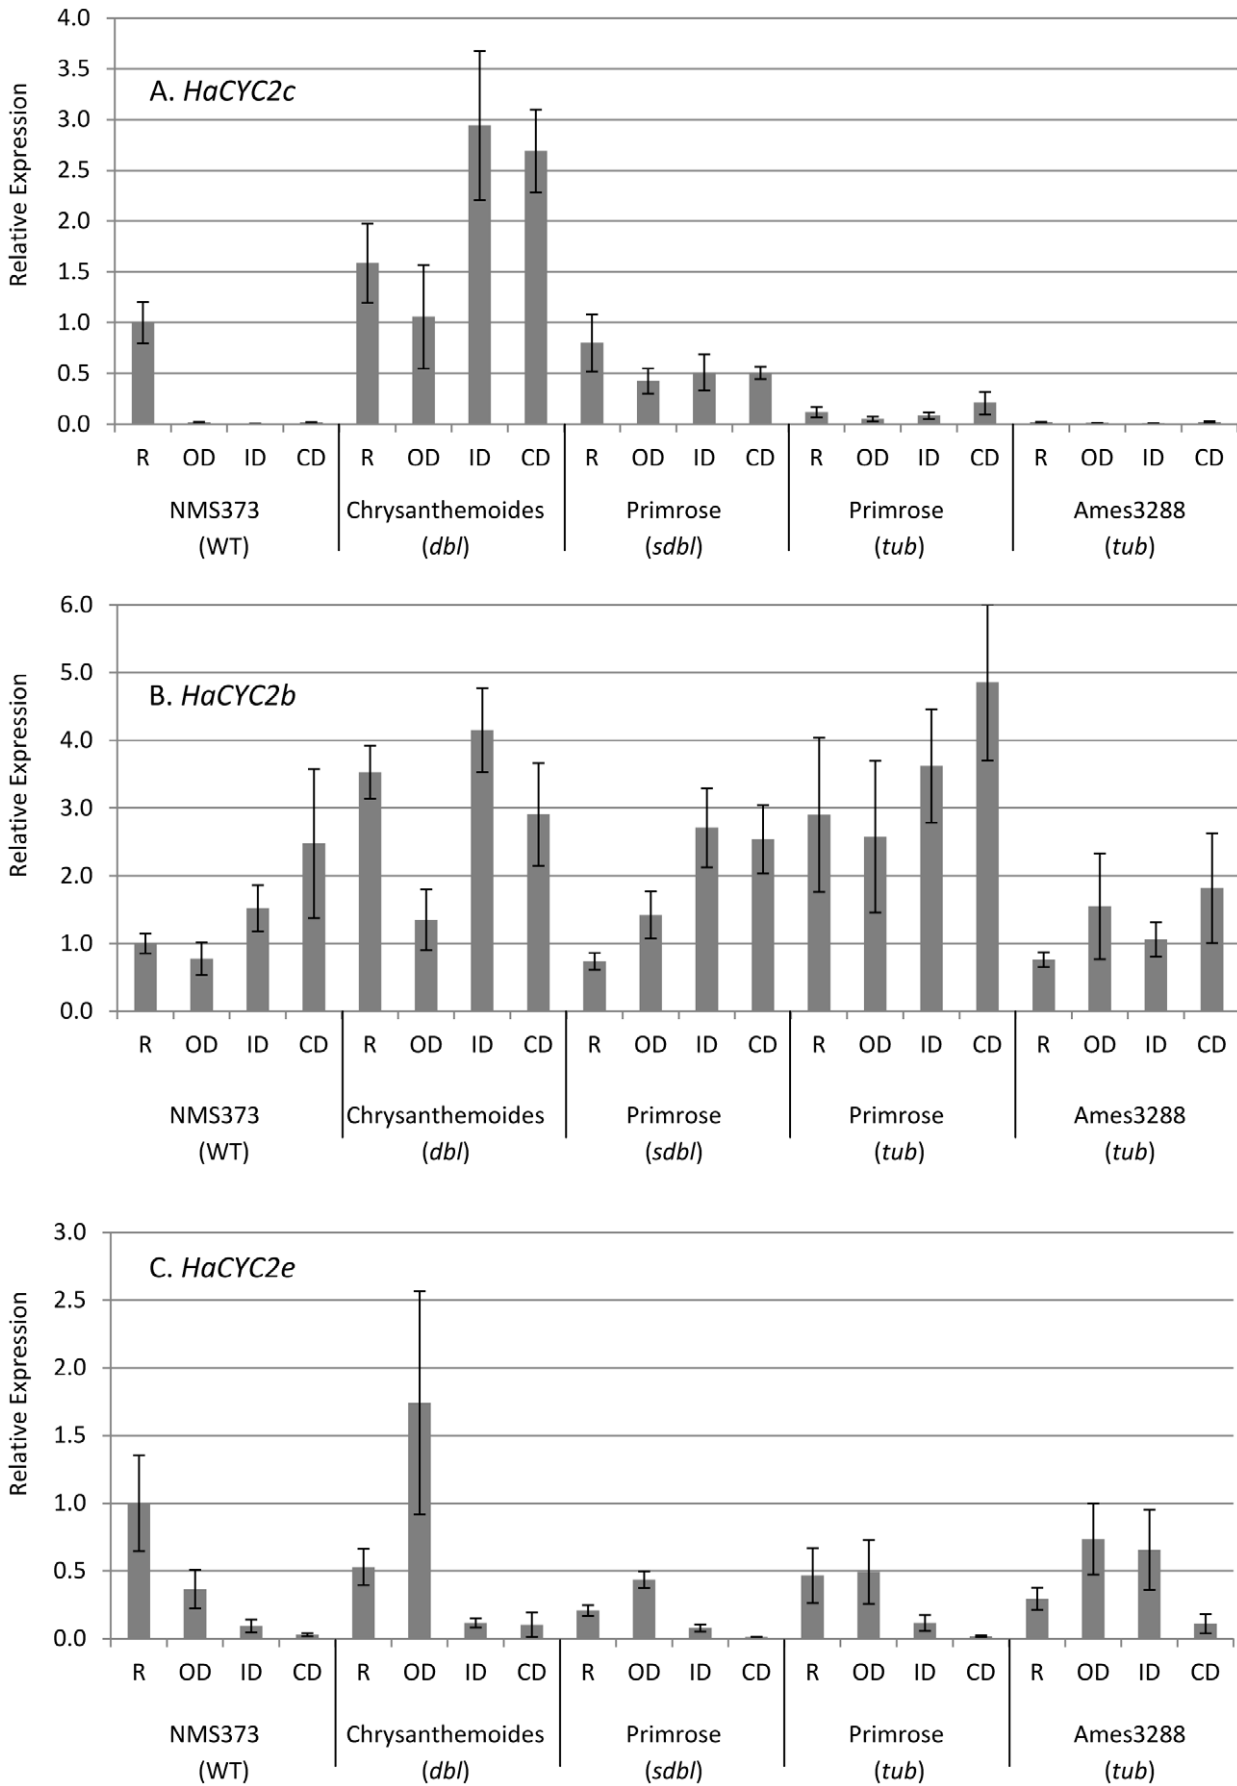 4.0
3.5
3.0
2.5
2.0
1.5
1.0
0.5
0.0
Relative Expression
A. HaCYC2c
R OD ID CD R OD ID CD R OD ID CD R OD ID CD R OD ID CD
NMS373 Chrysanthemoides Primrose Primrose Ames3288
(WT) (dbl) (sdbl) (tub) (tub)
6.0
5.0
4.0
3.0
2.0
1.0
0.0
Relative Expression
B. HaCYC2b
R OD ID CD R OD ID CD R OD ID CD R OD ID CD R OD ID CD
NMS373 Chrysanthemoides Primrose Primrose Ames3288
(WT) (dbl) (sdbl) (tub) (tub)
3.0
2.5
2.0
1.5
1.0
0.5
0.0
Relative Expression
C. HaCYC2e
R OD ID CD R OD ID CD R OD ID CD R OD ID CD R OD ID CD
NMS373 Chrysanthemoides Primrose Primrose Ames3288
(WT) (dbl) (sdbl) (tub) (tub)